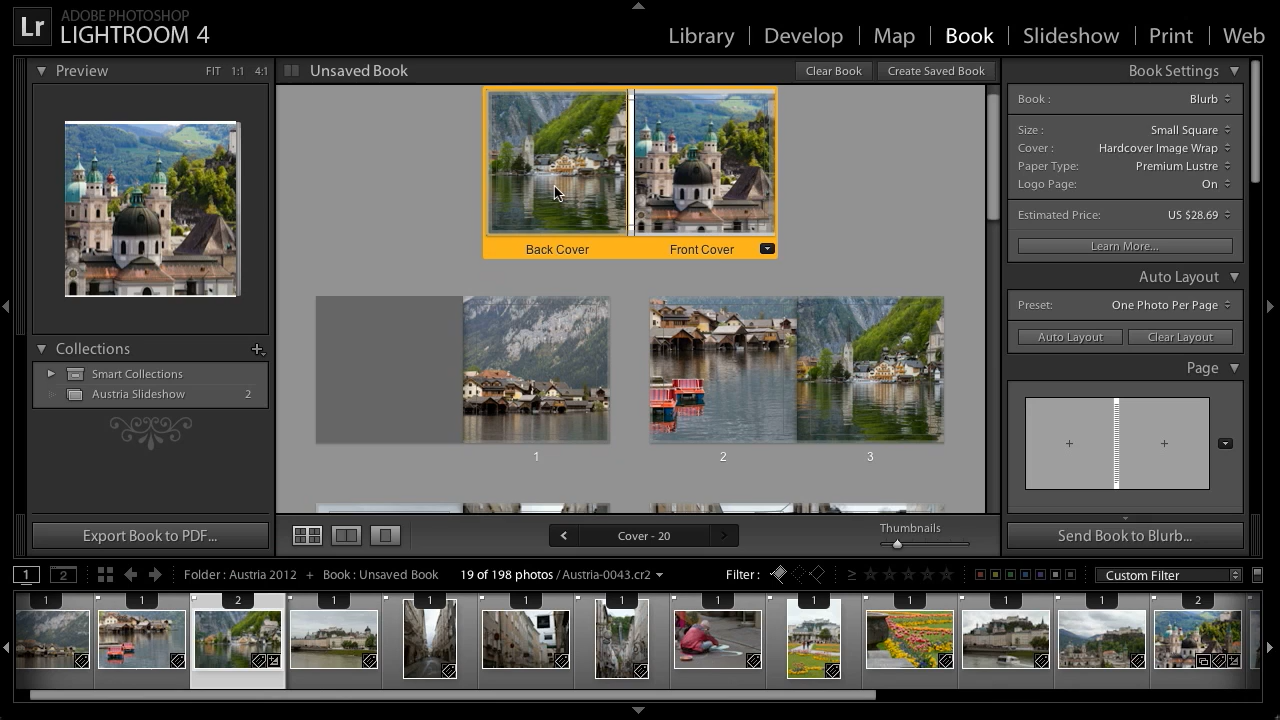 Lr ADOBE PHOTOSHOP
LIGHTROOM 4
Library | Develop | Map | Book | Slideshow | Print | Web
Preview FIT 1:1 4:1
Unsaved Book
Clear Book Create Saved Book
Book Settings
Book : Blurb
Size : Small Square
Cover : Hardcover Image Wrap
Paper Type: Premium Lustre
Logo Page: On
Estimated Price: US $28.69
Learn More...
Back Cover Front Cover
Auto Layout
Preset: One Photo Per Page
Auto Layout Clear Layout
Page
Collections
Smart Collections
Austria Slideshow 2
1 2 3
Export Book to PDF...
Cover - 20
Thumbnails
Send Book to Blurb...
1 2 Folder : Austria 2012 + Book : Unsaved Book 19 of 198 photos /Austria-0043.cr2 Filter : ≥ Custom Filter
1 1 2 1 1 1 1 1 1 1 1 1 2